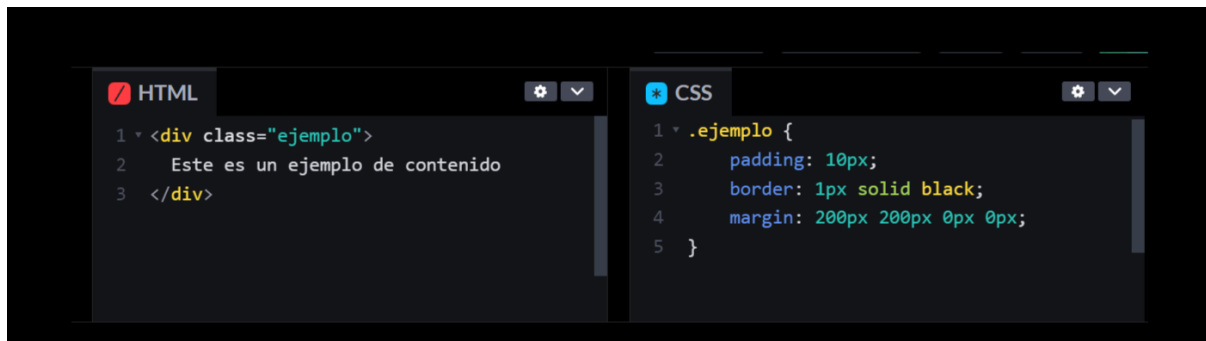 HTML
1 <div class="ejemplo">
2 Este es un ejemplo de contenido
3 </div>
CSS
1 .ejemplo {
2 padding: 10px;
3 border: 1px solid black;
4 margin: 200px 200px 0px 0px;
5 }